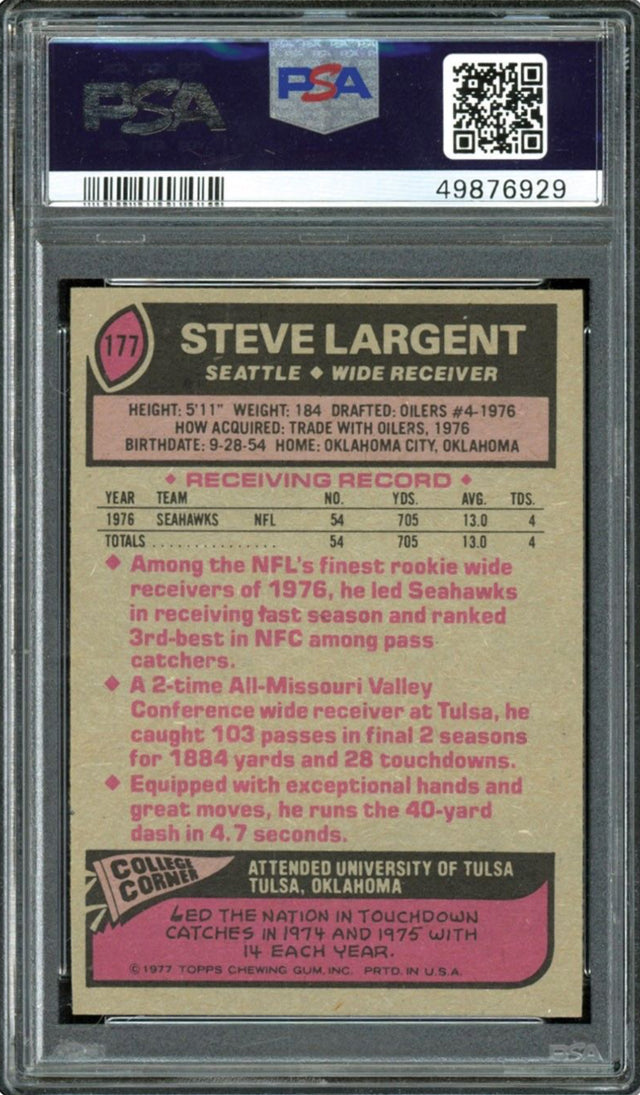 PSA
PSA
49876929
177
STEVE LARGENT
SEATTLE ♦ WIDE RECEIVER
HEIGHT: 5'11" WEIGHT: 184 DRAFTED: OILERS #4-1976
HOW ACQUIRED: TRADE WITH OILERS, 1976
BIRTHDATE: 9-28-54 HOME: OKLAHOMA CITY, OKLAHOMA
♦ RECEIVING RECORD ♦
YEAR TEAM NO. YDS. AVG. TDS.
1976 SEAHAWKS NFL 54 705 13.0 4
TOTALS . . . . . . . . . . . . . . 54 705 13.0 4
♦ Among the NFL's finest rookie wide
receivers of 1976, he led Seahawks
in receiving last season and ranked
3rd-best in NFC among pass
catchers.
♦ A 2-time All-Missouri Valley
Conference wide receiver at Tulsa, he
caught 103 passes in final 2 seasons
for 1884 yards and 28 touchdowns.
♦ Equipped with exceptional hands and
great moves, he runs the 40-yard
dash in 4.7 seconds.
COLLEGE
CORNER
ATTENDED UNIVERSITY OF TULSA
TULSA, OKLAHOMA
LED THE NATION IN TOUCHDOWN
CATCHES IN 1974 AND 1975 WITH
14 EACH YEAR.
© 1977 TOPPS CHEWING GUM, INC. PRTD. IN U.S.A.
PSA